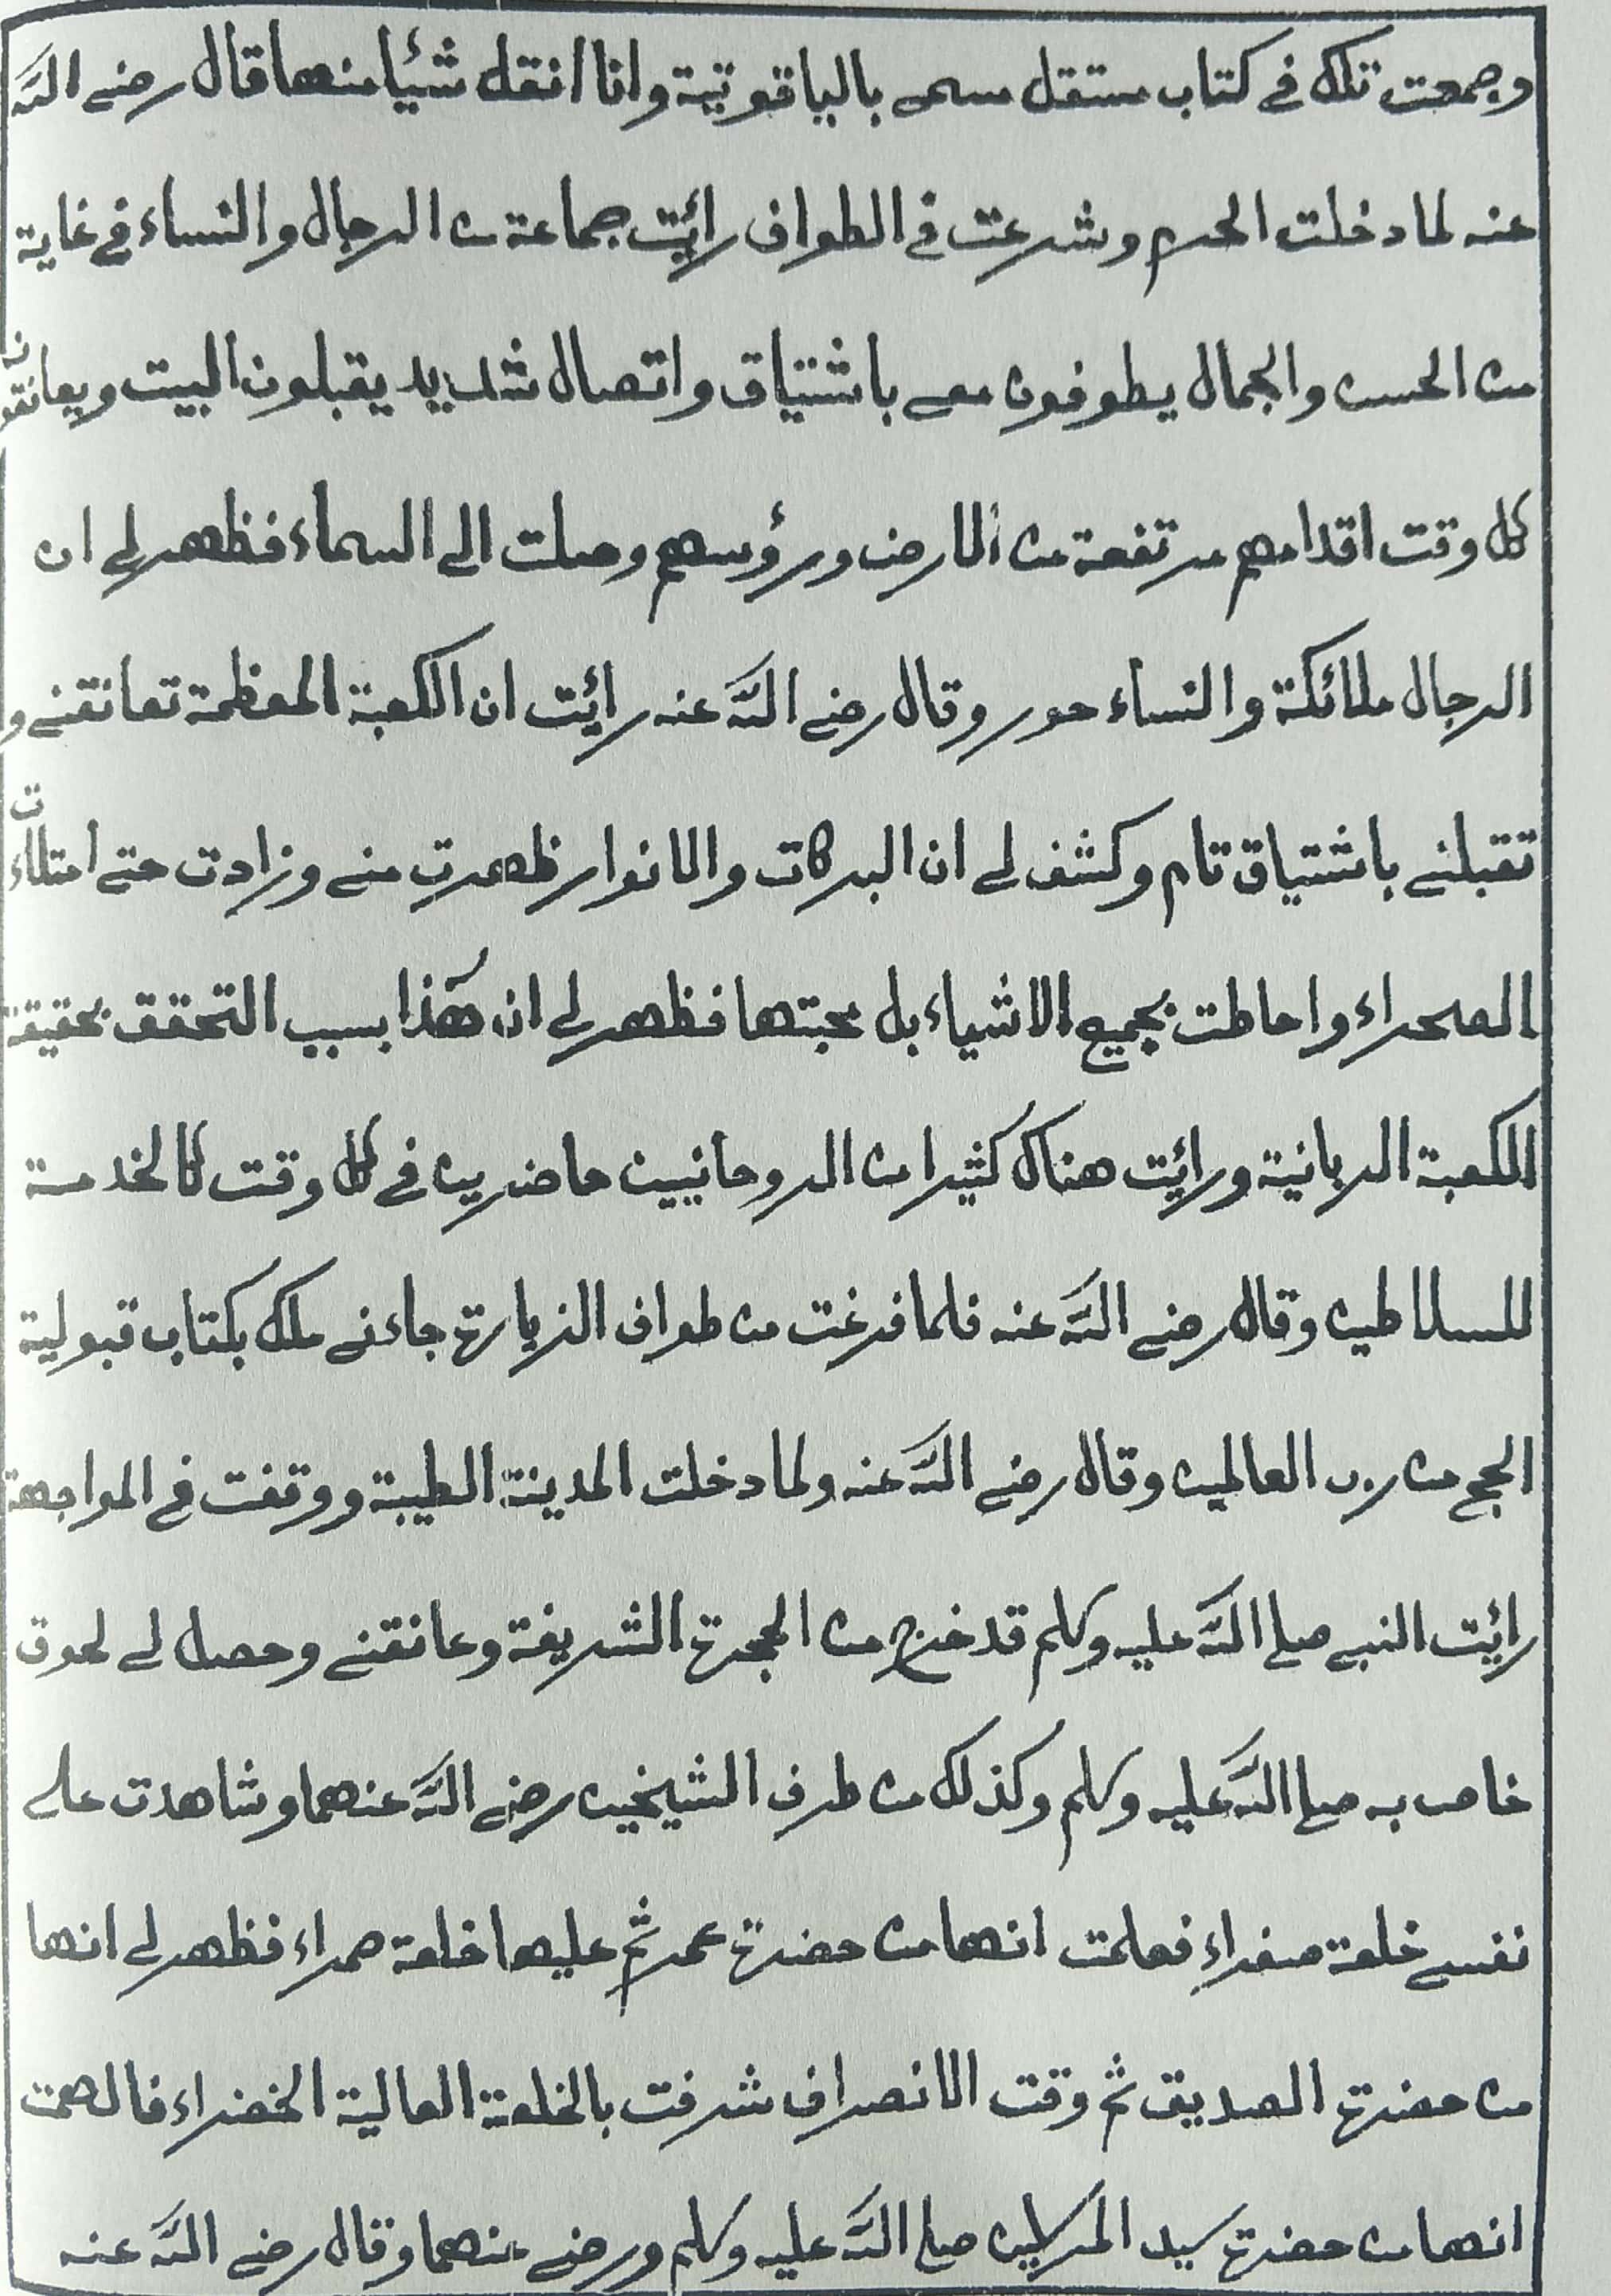 وجمعت تلك في كتاب مستقل مسمى بالياقوتية وانا انقل شئيا منها قال رضي الله
عنه لما دخلت الحرم وشرعت في الطواف رائيت جماعة من الرجال والنساء في غاية
من الحسن والجمال يطوفون معي باشتياق واتصال شديد يقبلون البيت ويعانقون
كل وقت اقدامهم مرتفعة من الارض ورؤسهم وصلت الى السماء فظهر لي ان
الرجال ملائكة والنساء حور وقال رضي الله عنه رائيت ان الكعبة المعظمة تعانقني و
تقبلني باشتياق تام وكشف لي ان البركات والانوار ظهرت مني وزادت حتى امتلاءت
الصحراء واحاطت بجميع الاشياء بل محبتها فظهر لي ان هذا بسبب التحقق بحقيقة
الكعبة الربانية ورائيت هناك كثيرا من الروحانيين حاضرين في كل وقت كالخدمة
للسلاطين وقال رضي الله عنه فلما فرغت من طواف الزيارة جاءني ملك بكتاب قبولية
الحج من رب العالمين وقال رضي الله عنه ولما دخلت المدينة الطيبة ووقفت في المواجهة
رائيت النبي صلى الله عليه وسلم قد خرج من الحجرة الشريفة وعانقني وحصل لي لحوق
خاص به صلى الله عليه وسلم وكذلك من طرف الشيخين رضي الله عنهما وشاهدت على
نفسي خلعة صفراء فعلمت انها من حضرة عمر ثم عليها خلعة حمراء فظهر لي انها
من حضرة الصديق ثم وقت الانصراف شرفت بالخلعة العالية الخضراء فالهمت
انها من حضرة سيد المرسلين صلى الله عليه وسلم ورضي عنهما وقال رضي الله عنه